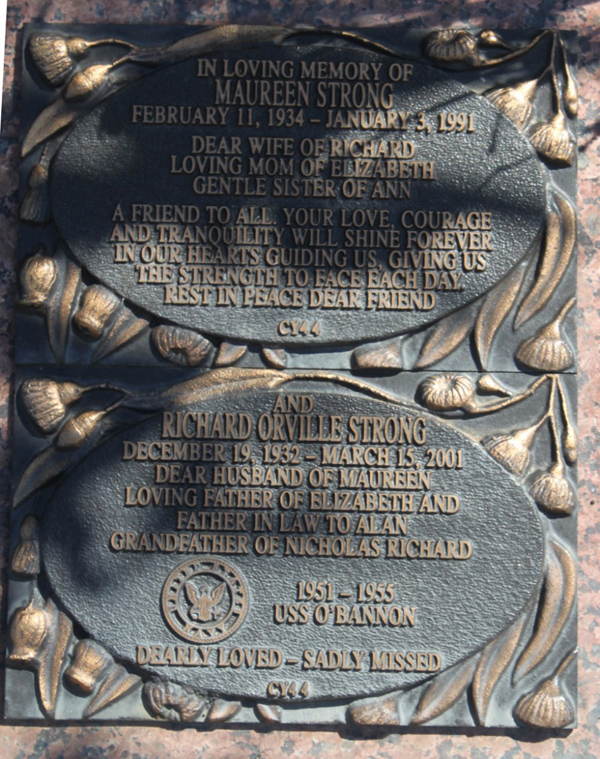 IN LOVING MEMORY OF
MAUREEN STRONG
FEBRUARY 11, 1934 – JANUARY 3, 1991
DEAR WIFE OF RICHARD
LOVING MOM OF ELIZABETH
GENTLE SISTER OF ANN
A FRIEND TO ALL. YOUR LOVE, COURAGE
AND TRANQUILITY WILL SHINE FOREVER
IN OUR HEARTS GUIDING US, GIVING US
THE STRENGTH TO FACE EACH DAY.
REST IN PEACE DEAR FRIEND
CY44
AND
RICHARD ORVILLE STRONG
DECEMBER 19, 1932 – MARCH 15, 2001
DEAR HUSBAND OF MAUREEN
LOVING FATHER OF ELIZABETH AND
FATHER IN LAW TO ALAN
GRANDFATHER OF NICHOLAS RICHARD
1951 – 1955
USS O'BANNON
DEARLY LOVED – SADLY MISSED
CY44